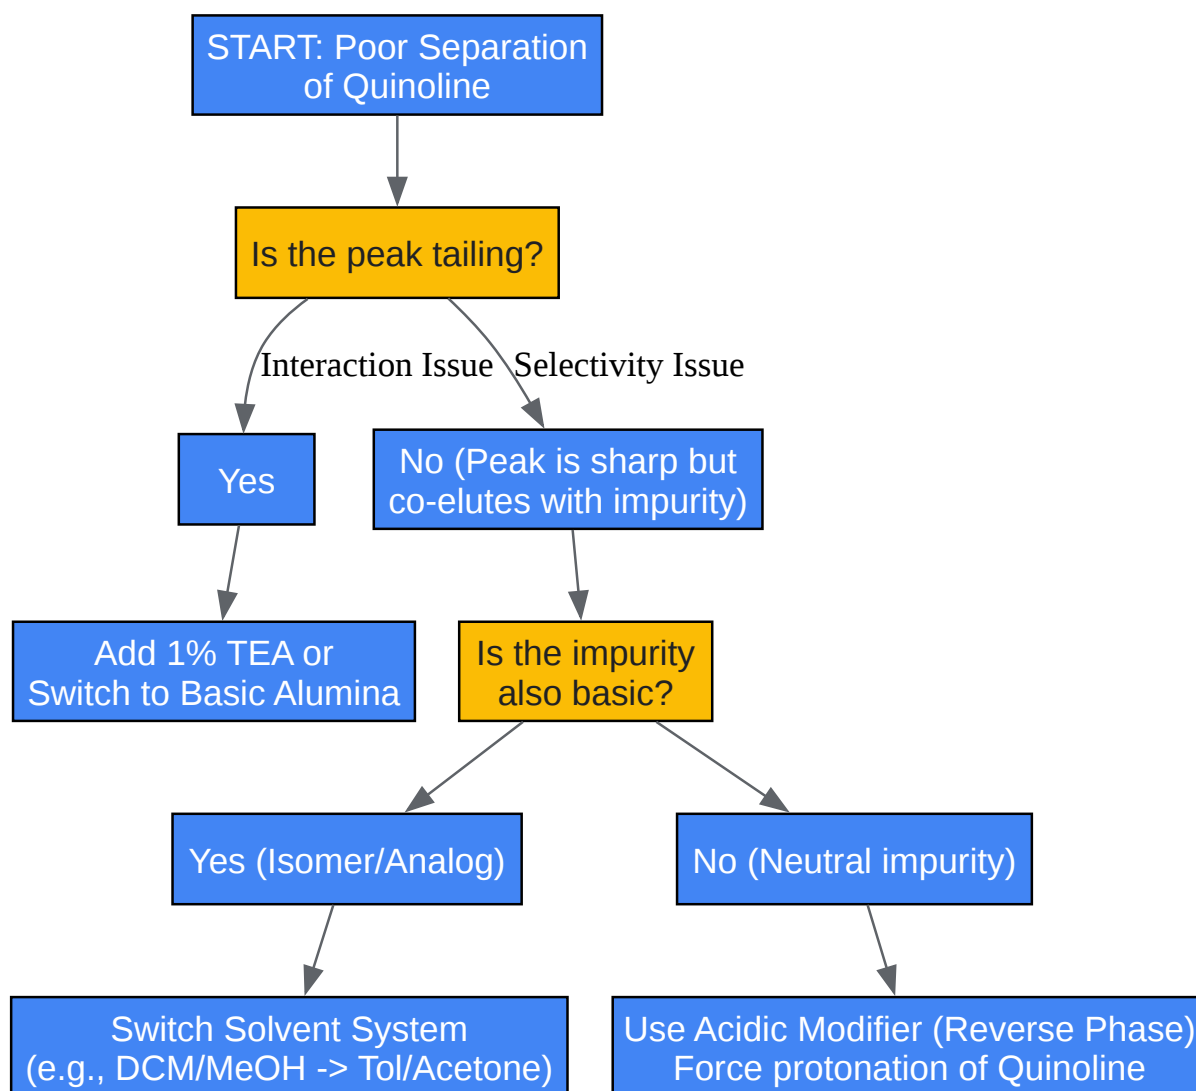 START: Poor Separation
of Quinoline
Is the peak tailing?
Interaction Issue
Selectivity Issue
Yes
No (Peak is sharp but
co-elutes with impurity)
Add 1% TEA or
Switch to Basic Alumina
Is the impurity
also basic?
Yes (Isomer/Analog)
No (Neutral impurity)
Switch Solvent System
(e.g., DCM/MeOH -> Tol/Acetone)
Use Acidic Modifier (Reverse Phase)
Force protonation of Quinoline